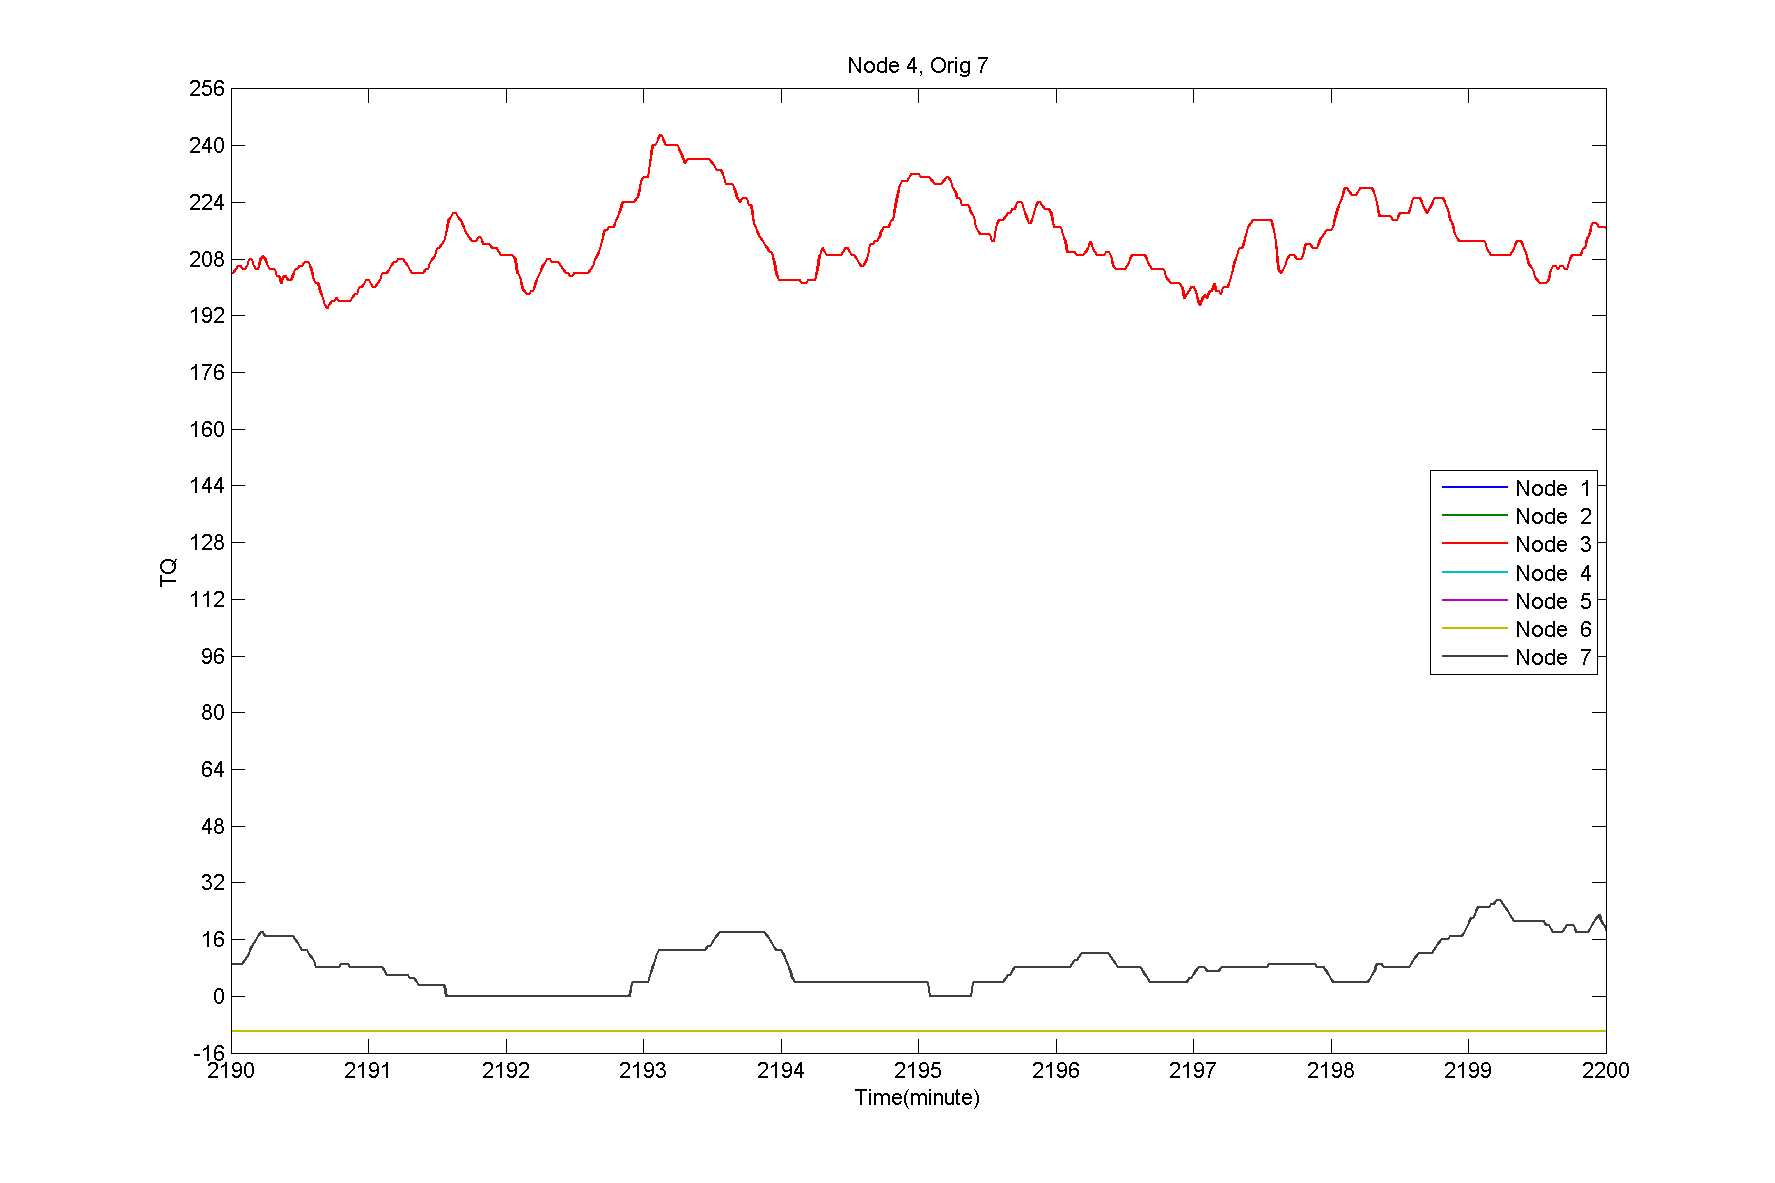 Node 4, Orig 7
256
240
224
208
192
176
160
144
128
112
96
80
64
48
32
16
0
-16
TQ
Node 1
Node 2
Node 3
Node 4
Node 5
Node 6
Node 7
2190 2191 2192 2193 2194 2195 2196 2197 2198 2199 2200
Time(minute)